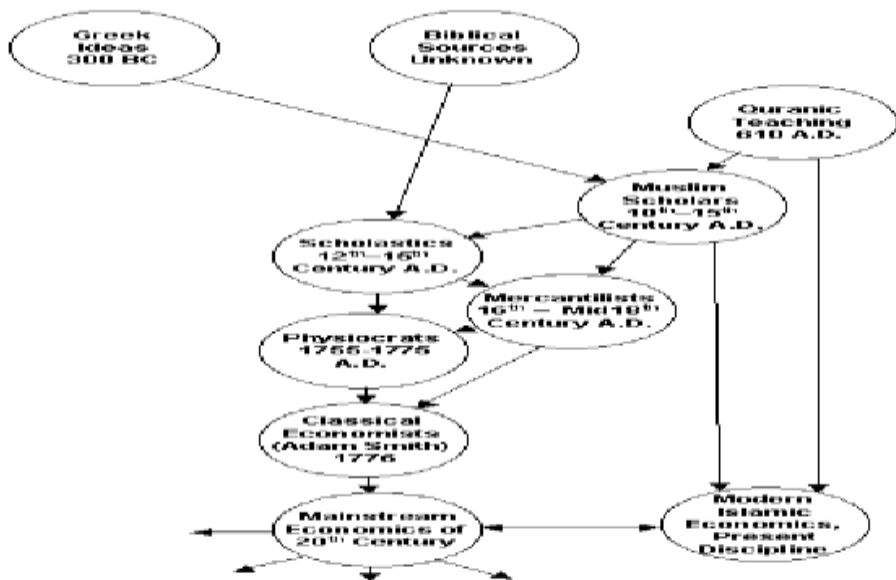 Greek
Ideas
300 BC
Biblical
Sources
Unknown
Quranic
Teaching
610 A.D.
Muslim
Scholars
10th–15th
Century A.D.
Scholastics
12th–15th
Century A.D.
Mercantilists
16th – Mid18th
Century A.D.
Physiocrats
1755-1775
A.D.
Classical
Economists
(Adam Smith)
1776
Mainstream
Economics of
20th Century
Modern
Islamic
Economics,
Present
Discipline